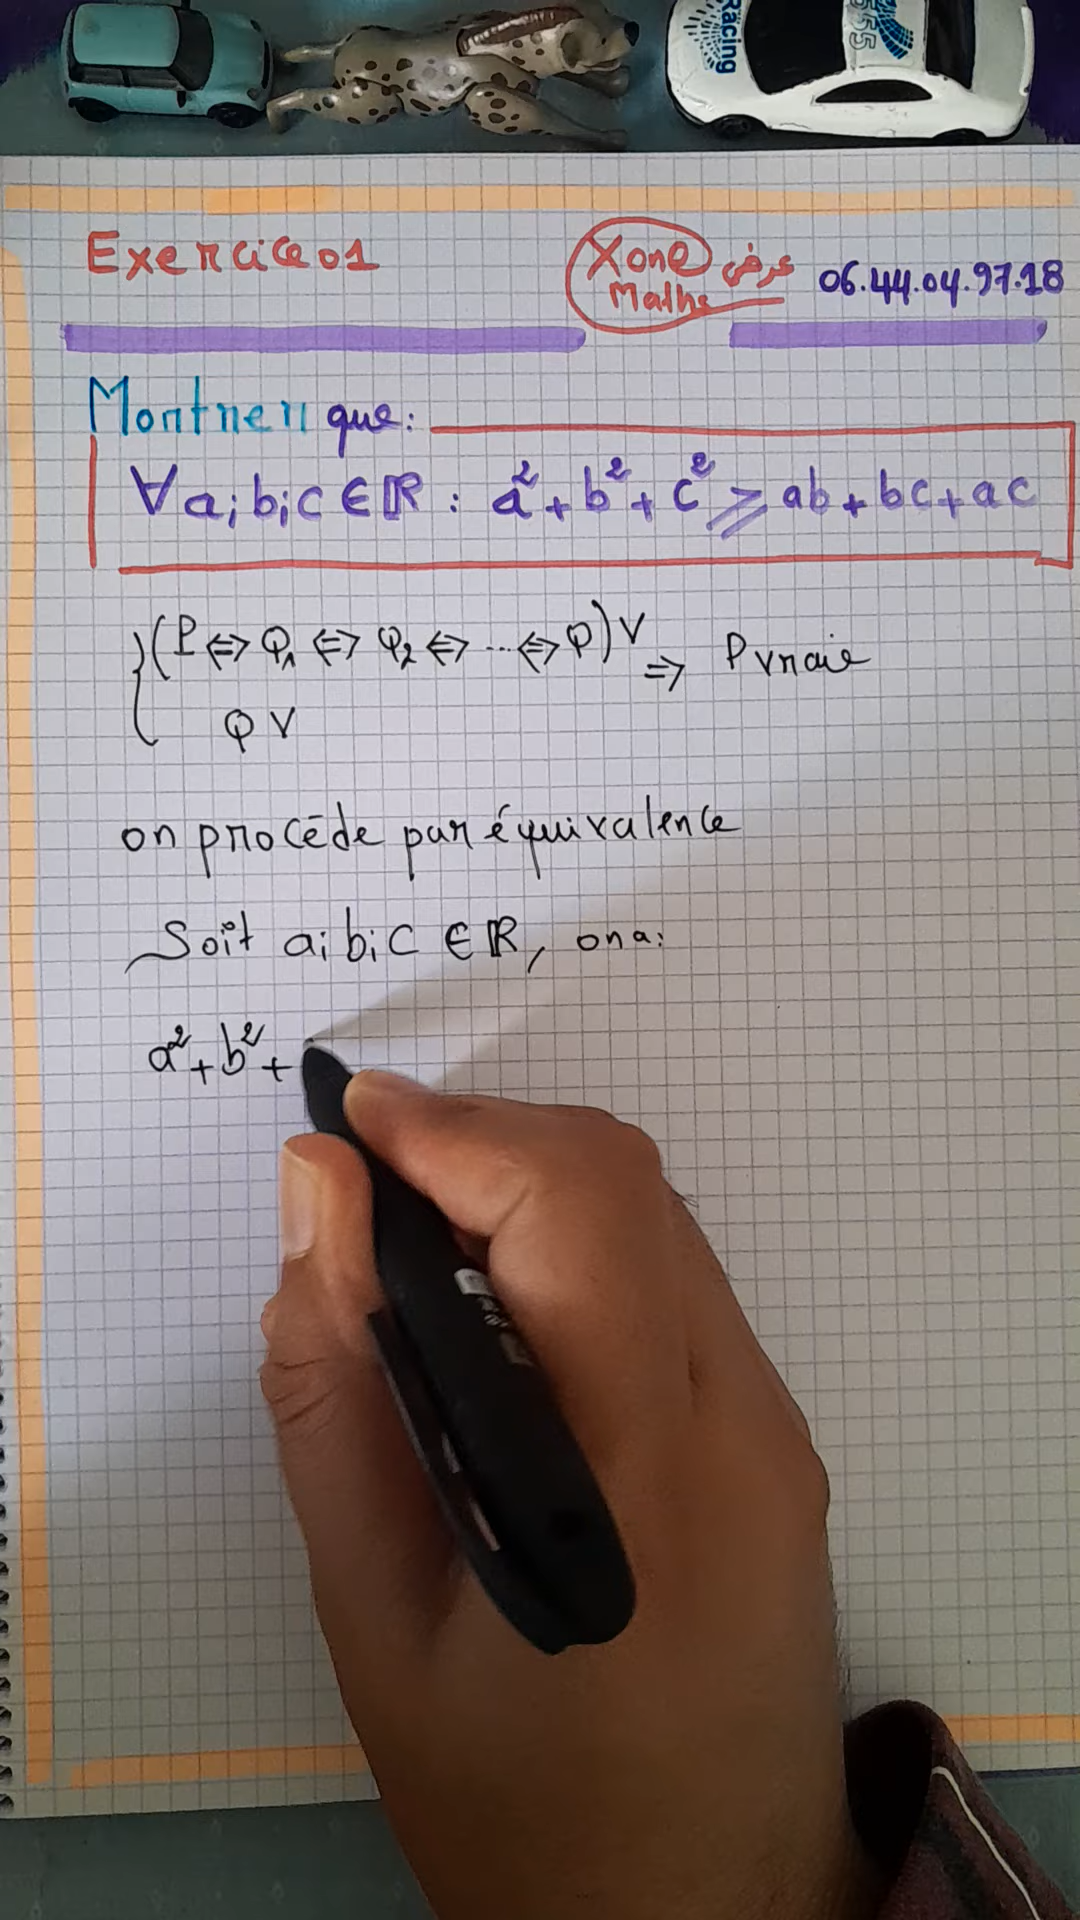 Racing
555
Exercice 01
Xone عرض 06.44.04.97.18
Maths
Montrer que:
∀ a; b; c ∈ ℝ : a² + b² + c² ⩾ ab + bc + ac
{ (P ⇔ Q₁ ⇔ Q₂ ⇔ ... ⇔ Q) V ⇒ P vraie
Q V
on procède par équivalence
Soit a; b; c ∈ ℝ, on a:
a² + b² +